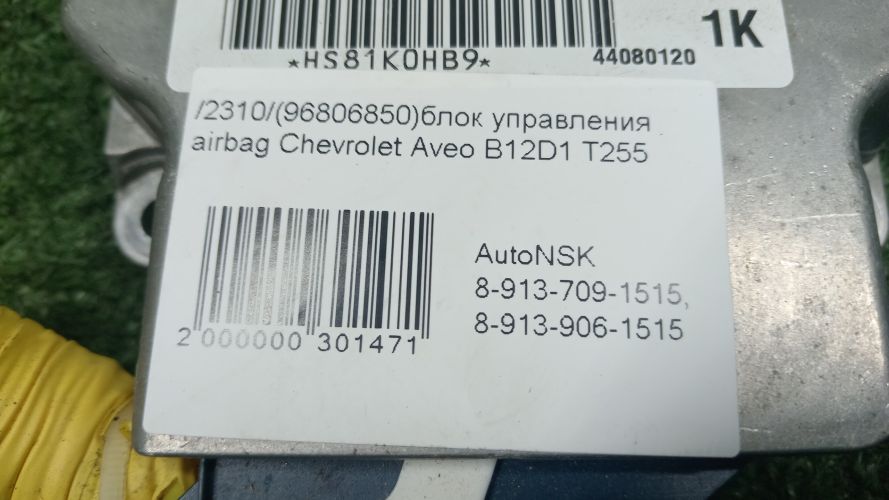 *HS81K0HB9*
44080120
1K
/2310/(96806850)блок управления
airbag Chevrolet Aveo B12D1 T255
AutoNSK
8-913-709-1515,
8-913-906-1515
2 000000 301471